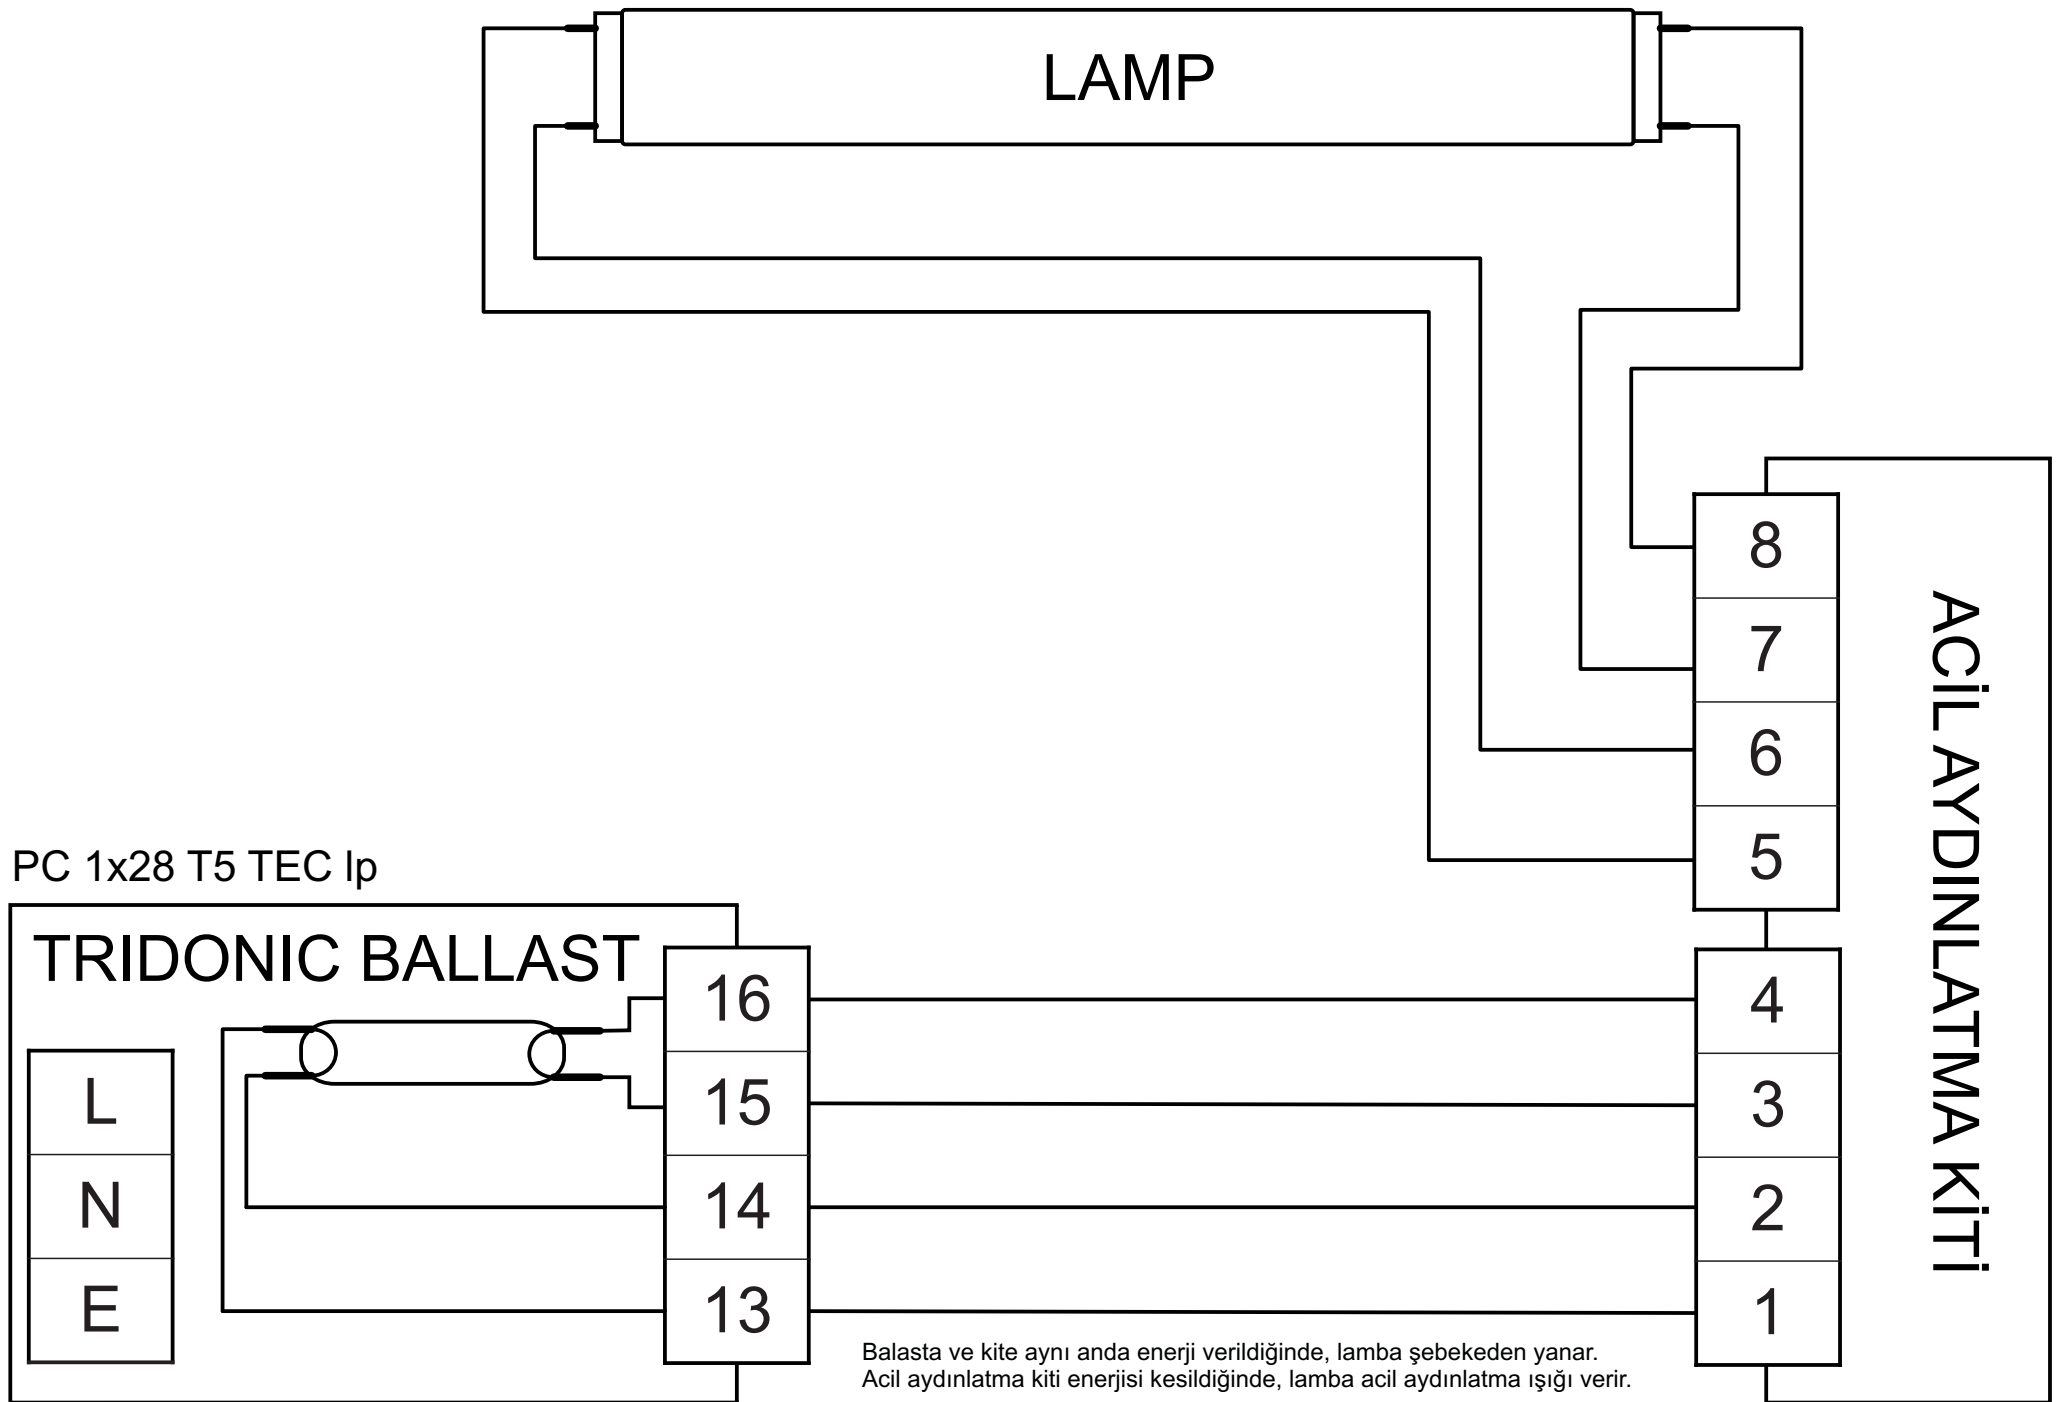 LAMP
8
7
6
5
ACİL AYDINLATMA KİTİ
PC 1x28 T5 TEC lp
TRIDONIC BALLAST
L
N
E
16
15
14
13
4
3
2
1
Balasta ve kite aynı anda enerji verildiğinde, lamba şebekeden yanar.
Acil aydınlatma kiti enerjisi kesildiğinde, lamba acil aydınlatma ışığı verir.